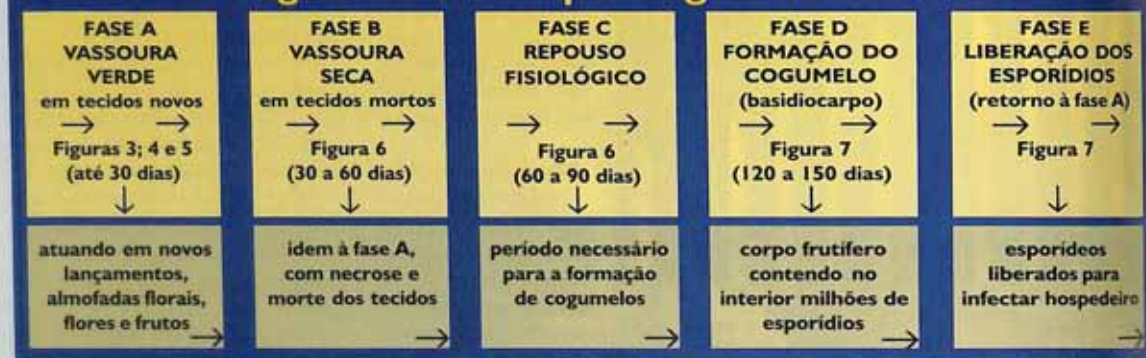 FASE A
VASSOURA
VERDE
em tecidos novos
→ →
Figuras 3; 4 e 5
(até 30 dias)
↓
atuando em novos
lançamentos,
almofadas florais,
flores e frutos
→
FASE B
VASSOURA
SECA
em tecidos mortos
→ →
Figura 6
(30 a 60 dias)
↓
idem à fase A,
com necrose e
morte dos tecidos
→
FASE C
REPOUSO
FISIOLÓGICO
→ →
Figura 6
(60 a 90 dias)
↓
período necessário
para a formação
de cogumelos
→
FASE D
FORMAÇÃO DO
COGUMELO
(basidiocarpo)
→ →
Figura 7
(120 a 150 dias)
↓
corpo frutífero
contendo no
interior milhões de
esporídios
→
FASE E
LIBERAÇÃO DOS
ESPORÍDIOS
(retorno à fase A)
→ →
Figura 7
↓
esporídeos
liberados para
infectar hospedeiro
→